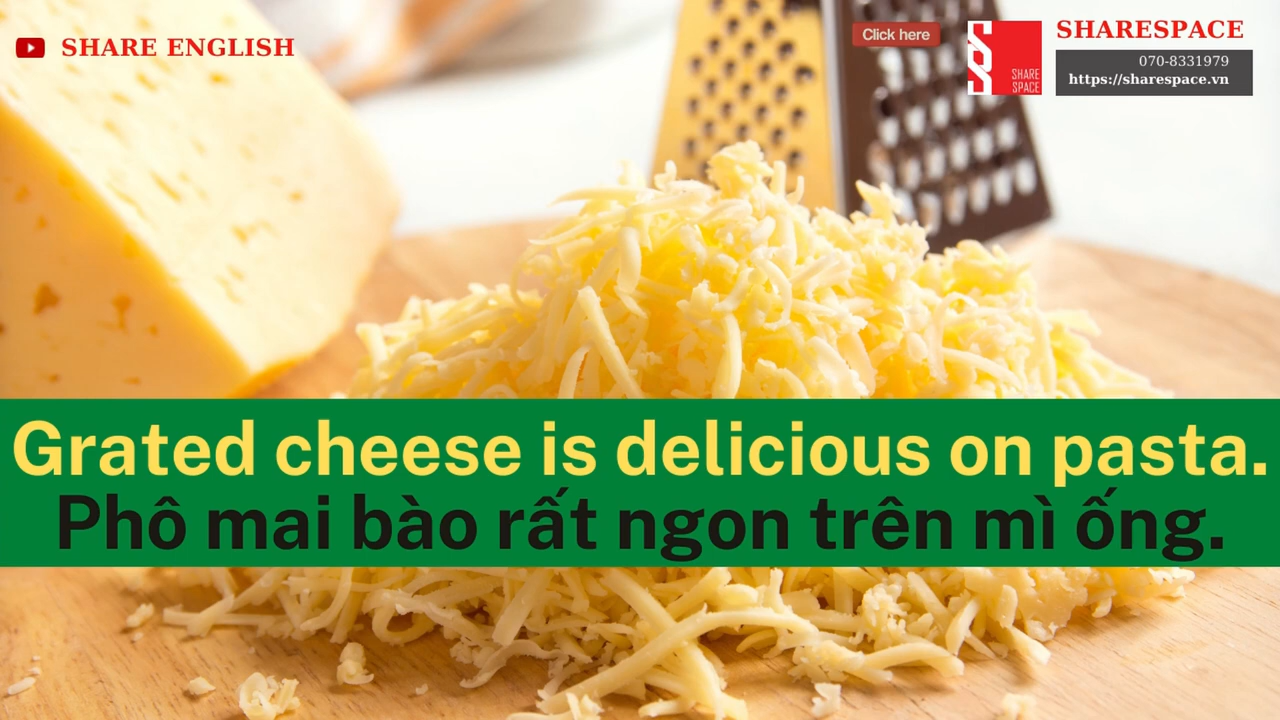 SHARE ENGLISH
Click here
SHARE
SPACE
SHARESPACE
070-8331979
https://sharespace.vn
Grated cheese is delicious on pasta.
Phô mai bào rất ngon trên mì ống.